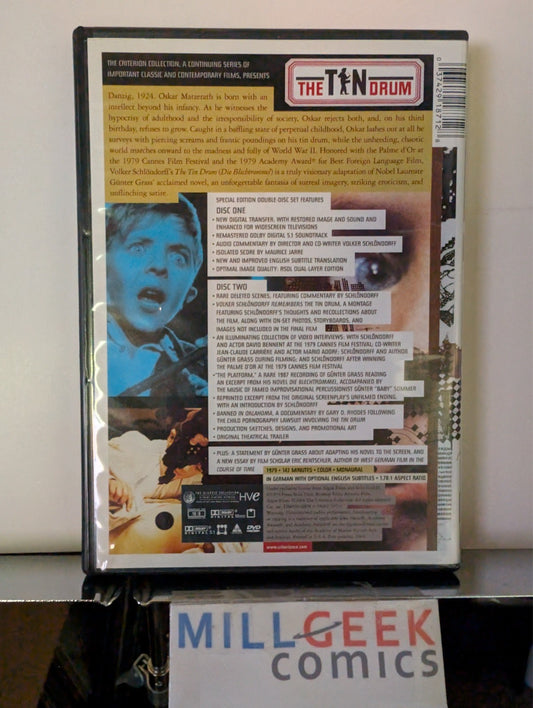 THE CRITERION COLLECTION, A CONTINUING SERIES OF
IMPORTANT CLASSIC AND CONTEMPORARY FILMS, PRESENTS
THE TIN DRUM
Danzig, 1924. Oskar Matzerath is born with an
intellect beyond his infancy. As he witnesses the
hypocrisy of adulthood and the irresponsibility of society, Oskar rejects both, and, on his third
birthday, refuses to grow. Caught in a baffling state of perpetual childhood, Oskar lashes out at all he
surveys with piercing screams and frantic poundings on his tin drum, while the unheeding, chaotic
world marches onward to the madness and folly of World War II. Honored with the Palme d'Or at
the 1979 Cannes Film Festival and the 1979 Academy Award® for Best Foreign Language Film,
Volker Schlöndorff's The Tin Drum (Die Blechtrommel) is a truly visionary adaptation of Nobel Laureate
Günter Grass' acclaimed novel, an unforgettable fantasia of surreal imagery, striking eroticism, and
unflinching satire.
SPECIAL EDITION DOUBLE-DISC SET FEATURES
DISC ONE
• NEW DIGITAL TRANSFER, WITH RESTORED IMAGE AND SOUND AND
ENHANCED FOR WIDESCREEN TELEVISIONS
• REMASTERED DOLBY DIGITAL 5.1 SOUNDTRACK
• AUDIO COMMENTARY BY DIRECTOR AND CO-WRITER VOLKER SCHLÖNDORFF
• ISOLATED SCORE BY MAURICE JARRE
• NEW AND IMPROVED ENGLISH SUBTITLE TRANSLATION
• OPTIMAL IMAGE QUALITY: RSDL DUAL-LAYER EDITION
DISC TWO
• RARE DELETED SCENES, FEATURING COMMENTARY BY SCHLÖNDORFF
• VOLKER SCHLÖNDORFF REMEMBERS THE TIN DRUM, A MONTAGE
FEATURING SCHLÖNDORFF'S THOUGHTS AND RECOLLECTIONS ABOUT
THE FILM, ALONG WITH ON-SET PHOTOS, STORYBOARDS, AND
IMAGES NOT INCLUDED IN THE FINAL FILM
• AN ILLUMINATING COLLECTION OF VIDEO INTERVIEWS: WITH SCHLÖNDORFF
AND ACTOR DAVID BENNENT AT THE 1979 CANNES FILM FESTIVAL; CO-WRITER
JEAN-CLAUDE CARRIÈRE AND ACTOR MARIO ADORF; SCHLÖNDORFF AND AUTHOR
GÜNTER GRASS DURING FILMING; AND SCHLÖNDORFF AFTER WINNING
THE PALME D'OR AT THE 1979 CANNES FILM FESTIVAL
• "THE PLATFORM," A RARE 1987 RECORDING OF GÜNTER GRASS READING
AN EXCERPT FROM HIS NOVEL DIE BLECHTROMMEL, ACCOMPANIED BY
THE MUSIC OF FAMED IMPROVISATIONAL PERCUSSIONIST GÜNTER "BABY" SOMMER
• REPRINTED EXCERPT FROM THE ORIGINAL SCREENPLAY'S UNFILMED ENDING,
WITH AN INTRODUCTION BY SCHLÖNDORFF
• BANNED IN OKLAHOMA, A DOCUMENTARY BY GARY D. RHODES FOLLOWING
THE CHILD PORNOGRAPHY LAWSUIT INVOLVING THE TIN DRUM
• PRODUCTION SKETCHES, DESIGNS, AND PROMOTIONAL ART
• ORIGINAL THEATRICAL TRAILER
• PLUS: A STATEMENT BY GÜNTER GRASS ABOUT ADAPTING HIS NOVEL TO THE SCREEN, AND
A NEW ESSAY BY FILM SCHOLAR ERIC RENTSCHLER, AUTHOR OF WEST GERMAN FILM IN THE
COURSE OF TIME
1979 • 142 MINUTES • COLOR • MONAURAL
IN GERMAN WITH OPTIONAL ENGLISH SUBTITLES • 1.78:1 ASPECT RATIO
THE CRITERION COLLECTION
HVE
DOLBY
DIGITAL
DVD
www.criterionco.com
MILL GEEK
comics